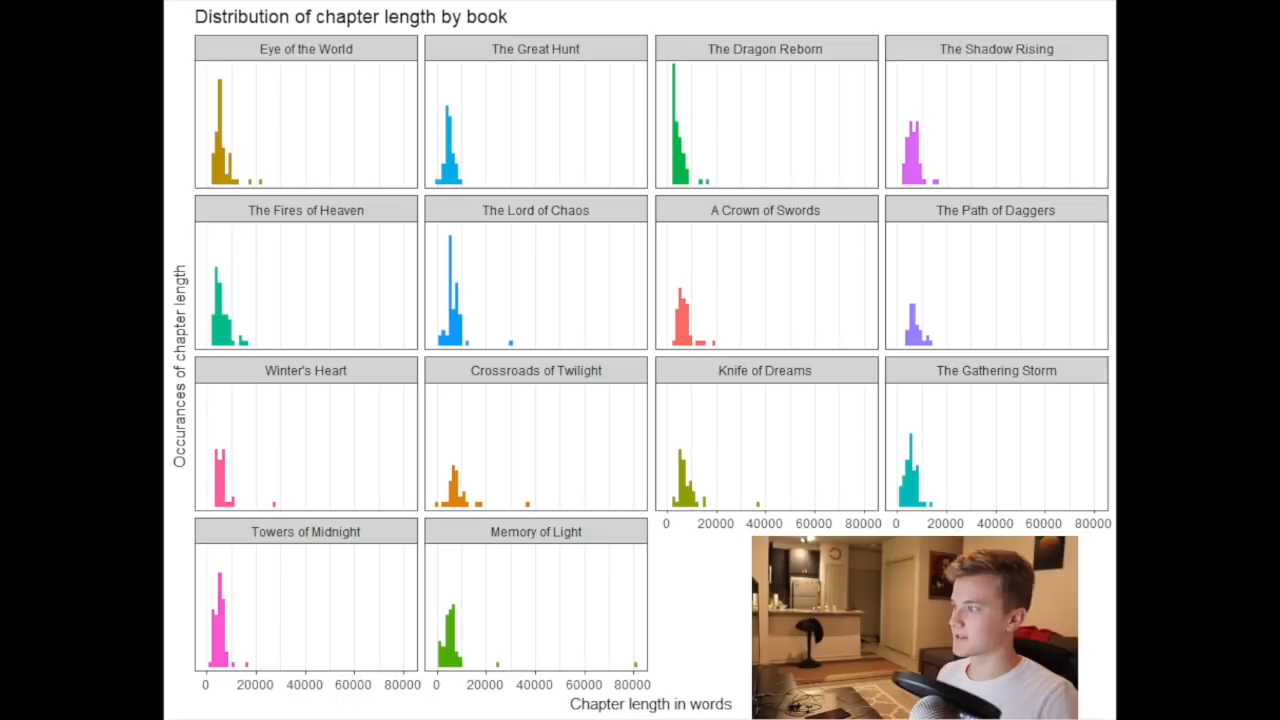 Distribution of chapter length by book
Eye of the World
The Great Hunt
The Dragon Reborn
The Shadow Rising
The Fires of Heaven
The Lord of Chaos
A Crown of Swords
The Path of Daggers
Winter's Heart
Crossroads of Twilight
Knife of Dreams
The Gathering Storm
0 20000 40000 60000 80000
0 20000 40000 60000 80000
Towers of Midnight
Memory of Light
0 20000 40000 60000 80000
0 20000 40000 60000 80000
Occurances of chapter length
Chapter length in words